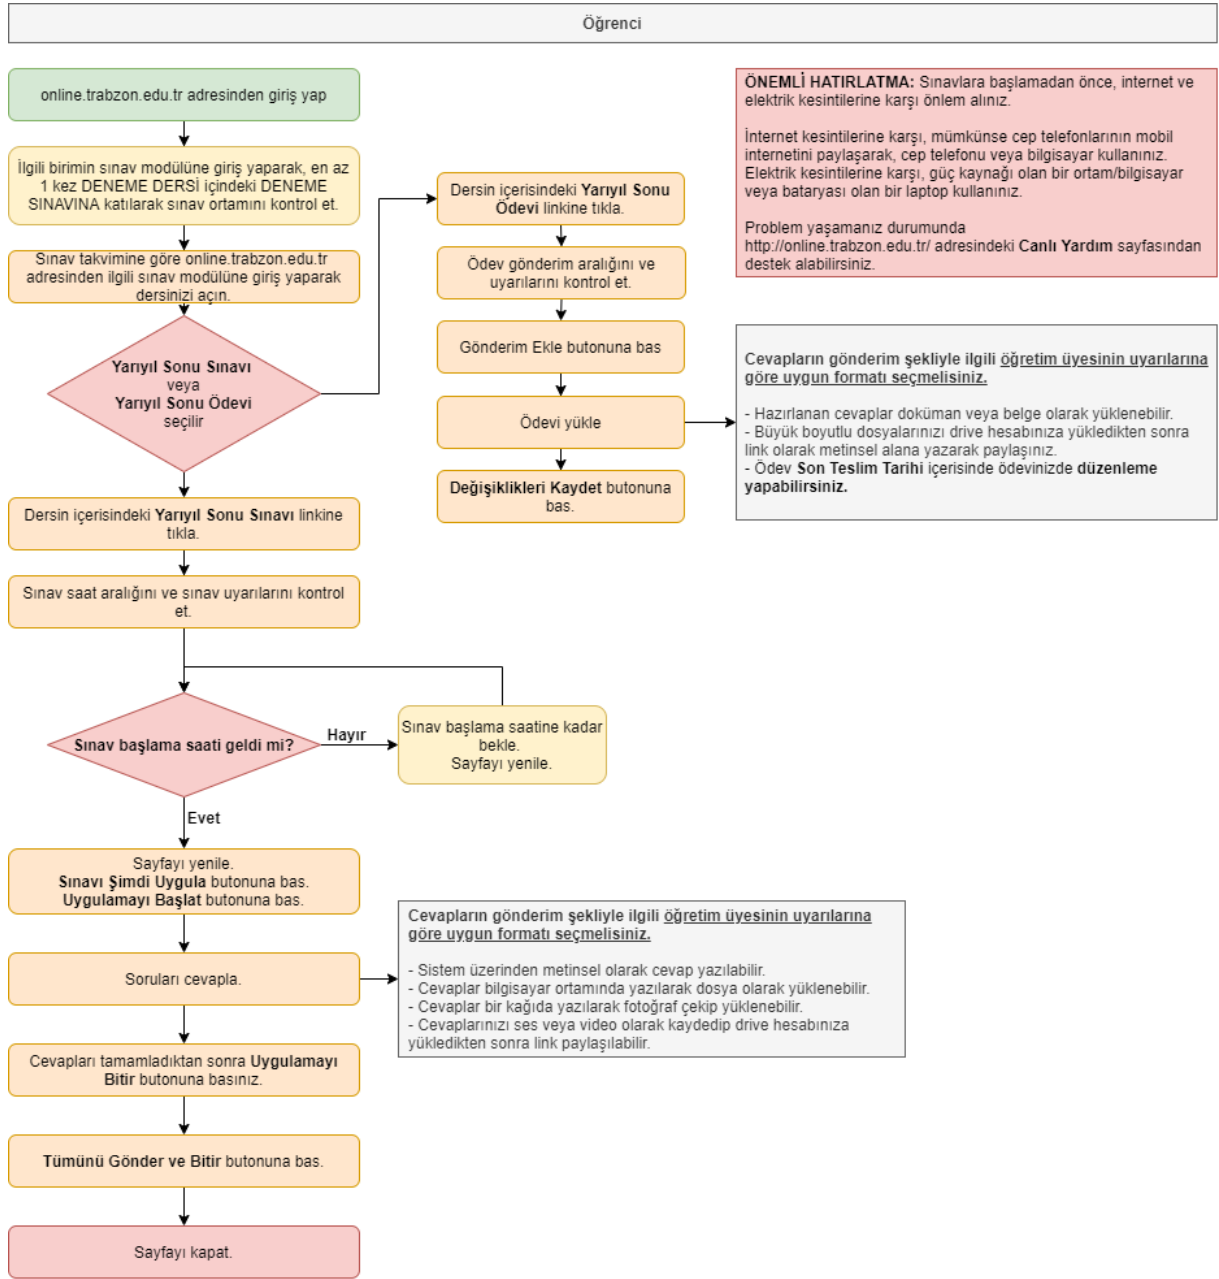 Öğrenci
online.trabzon.edu.tr adresinden giriş yap
İlgili birimin sınav modülüne giriş yaparak, en az
1 kez DENEME DERSİ içindeki DENEME
SINAVINA katılarak sınav ortamını kontrol et.
Sınav takvimine göre online.trabzon.edu.tr
adresinden ilgili sınav modülüne giriş yaparak
dersinizi açın.
Yarıyıl Sonu Sınavı
veya
Yarıyıl Sonu Ödevi
seçilir
Dersin içerisindeki Yarıyıl Sonu
Ödevi linkine tıkla.
Ödev gönderim aralığını ve
uyarılarını kontrol et.
Gönderim Ekle butonuna bas
Ödevi yükle
Değişiklikleri Kaydet butonuna
bas.
ÖNEMLİ HATIRLATMA: Sınavlara başlamadan önce, internet ve
elektrik kesintilerine karşı önlem alınız.
İnternet kesintilerine karşı, mümkünse cep telefonlarının mobil
internetini paylaşarak, cep telefonu veya bilgisayar kullanınız.
Elektrik kesintilerine karşı, güç kaynağı olan bir ortam/bilgisayar
veya bataryası olan bir laptop kullanınız.
Problem yaşamanız durumunda
http://online.trabzon.edu.tr/ adresindeki Canlı Yardım sayfasından
destek alabilirsiniz.
Cevapların gönderim şekliyle ilgili öğretim üyesinin uyarılarına
göre uygun formatı seçmelisiniz.
- Hazırlanan cevaplar doküman veya belge olarak yüklenebilir.
- Büyük boyutlu dosyalarınızı drive hesabınıza yükledikten sonra
link olarak metinsel alana yazarak paylaşınız.
- Ödev Son Teslim Tarihi içerisinde ödevinizde düzenleme
yapabilirsiniz.
Dersin içerisindeki Yarıyıl Sonu Sınavı linkine
tıkla.
Sınav saat aralığını ve sınav uyarılarını kontrol
et.
Sınav başlama saati geldi mi?
Hayır
Sınav başlama saatine kadar
bekle.
Sayfayı yenile.
Evet
Sayfayı yenile.
Sınavı Şimdi Uygula butonuna bas.
Uygulamayı Başlat butonuna bas.
Soruları cevapla.
Cevapların gönderim şekliyle ilgili öğretim üyesinin uyarılarına
göre uygun formatı seçmelisiniz.
- Sistem üzerinden metinsel olarak cevap yazılabilir.
- Cevaplar bilgisayar ortamında yazılarak dosya olarak yüklenebilir.
- Cevaplar bir kağıda yazılarak fotoğraf çekip yüklenebilir.
- Cevaplarınızı ses veya video olarak kaydedip drive hesabınıza
yükledikten sonra link paylaşılabilir.
Cevapları tamamladıktan sonra Uygulamayı
Bitir butonuna basınız.
Tümünü Gönder ve Bitir butonuna bas.
Sayfayı kapat.